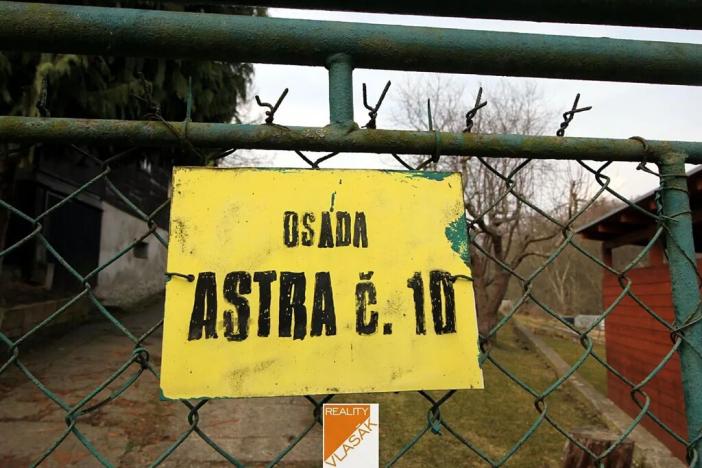 OSADA
ASTRA č. 10
REALITY
VLASÁK